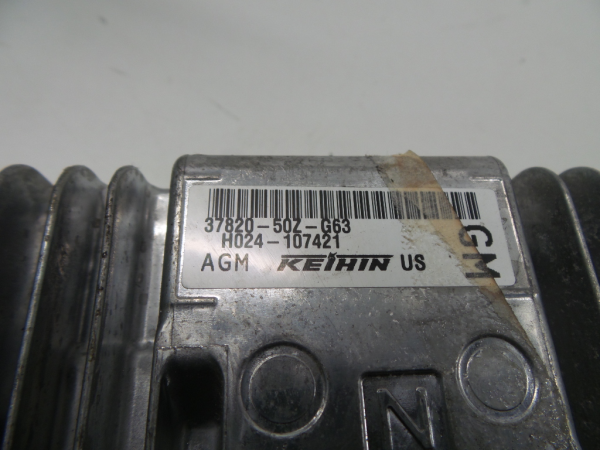 37820-50Z-G63
H024-107421
AGM KEIHIN US
GM
N